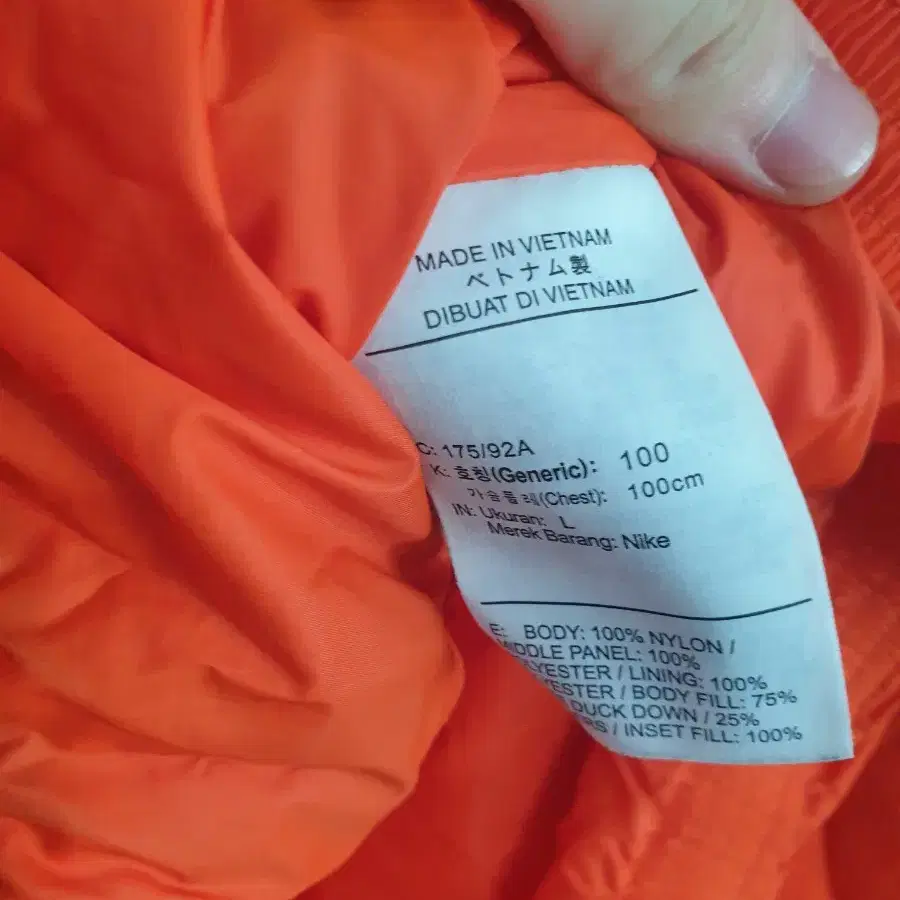 MADE IN VIETNAM
ベトナム製
DIBUAT DI VIETNAM
C: 175/92A
K: 호칭(Generic): 100
가슴둘레(Chest): 100cm
IN: Ukuran: L
Merek Barang: Nike
E: BODY: 100% NYLON /
MIDDLE PANEL: 100%
LYESTER / LINING: 100%
YESTER / BODY FILL: 75%
DUCK DOWN / 25%
RS / INSET FILL: 100%